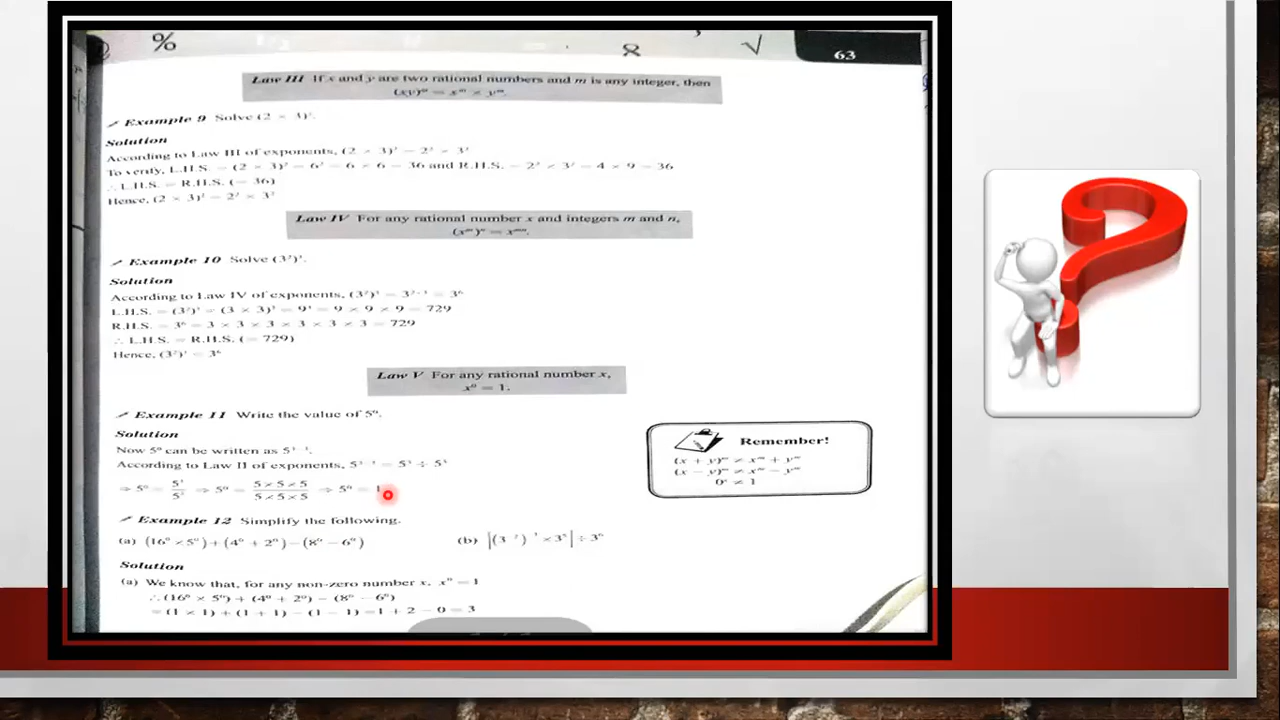 %
8
√
63
Law III If x and y are two rational numbers and m is any integer, then
(xy)ᵐ = xᵐ × yᵐ.
Example 9 Solve (2 × 3)².
Solution
According to Law III of exponents, (2 × 3)² = 2² × 3²
To verify, L.H.S. = (2 × 3)² = 6² = 6 × 6 = 36 and R.H.S. = 2² × 3² = 4 × 9 = 36
∴ L.H.S. = R.H.S. (= 36)
Hence, (2 × 3)² = 2² × 3²
Law IV For any rational number x and integers m and n,
(xᵐ)ⁿ = xᵐⁿ.
Example 10 Solve (3²)³.
Solution
According to Law IV of exponents, (3²)³ = 3²ˣ³ = 3⁶
L.H.S. = (3²)³ = (3 × 3)³ = 9³ = 9 × 9 × 9 = 729
R.H.S. = 3⁶ = 3 × 3 × 3 × 3 × 3 × 3 = 729
∴ L.H.S. = R.H.S. (= 729)
Hence, (3²)³ = 3⁶
Law V For any rational number x,
x⁰ = 1.
Example 11 Write the value of 5⁰.
Solution
Now 5⁰ can be written as 5³⁻³.
According to Law II of exponents, 5³⁻³ = 5³ ÷ 5³
⇒ 5⁰ = 5³/5³ ⇒ 5⁰ = (5 × 5 × 5)/(5 × 5 × 5) ⇒ 5⁰ = 1
Remember!
(x + y)ᵐ ≠ xᵐ + yᵐ
(x − y)ᵐ ≠ xᵐ − yᵐ
0⁰ ≠ 1
Example 12 Simplify the following.
(a) (16⁰ × 5⁰) + (4⁰ + 2⁰) − (8⁰ − 6⁰)
(b)
Solution
(a) We know that, for any non-zero number x, x⁰ = 1
∴ (16⁰ × 5⁰) + (4⁰ + 2⁰) − (8⁰ − 6⁰)
= (1 × 1) + (1 + 1) − (1 − 1) = 1 + 2 − 0 = 3